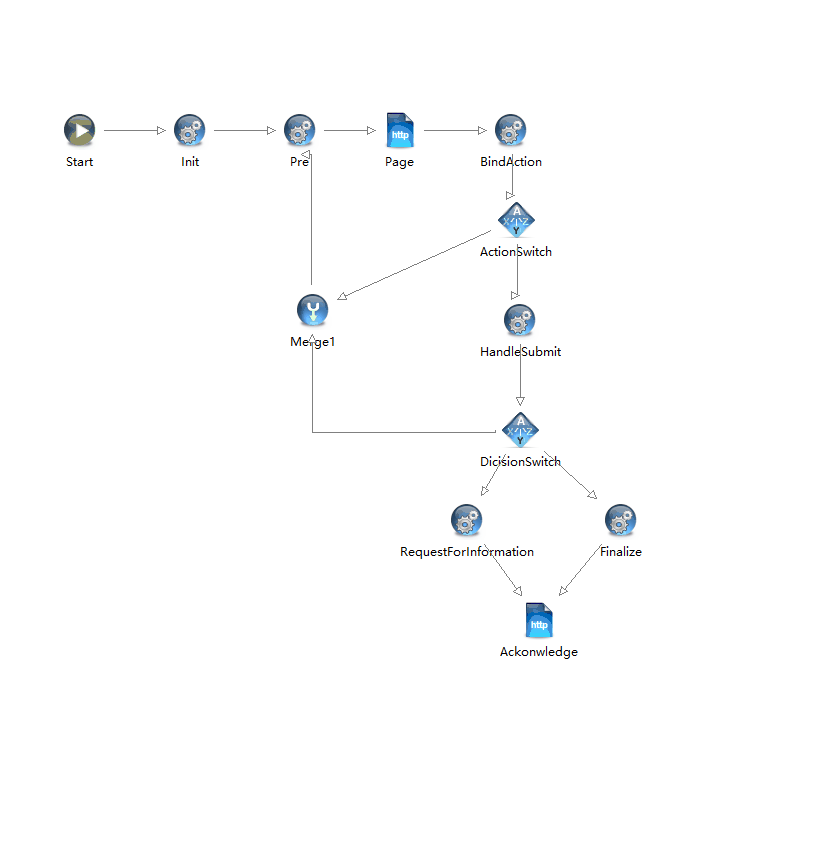 Start
Init
Pre
http
Page
BindAction
A
X Z
Y
ActionSwitch
Merge1
HandleSubmit
A
X Z
Y
DicisionSwitch
RequestForInformation
Finalize
http
Ackonwledge